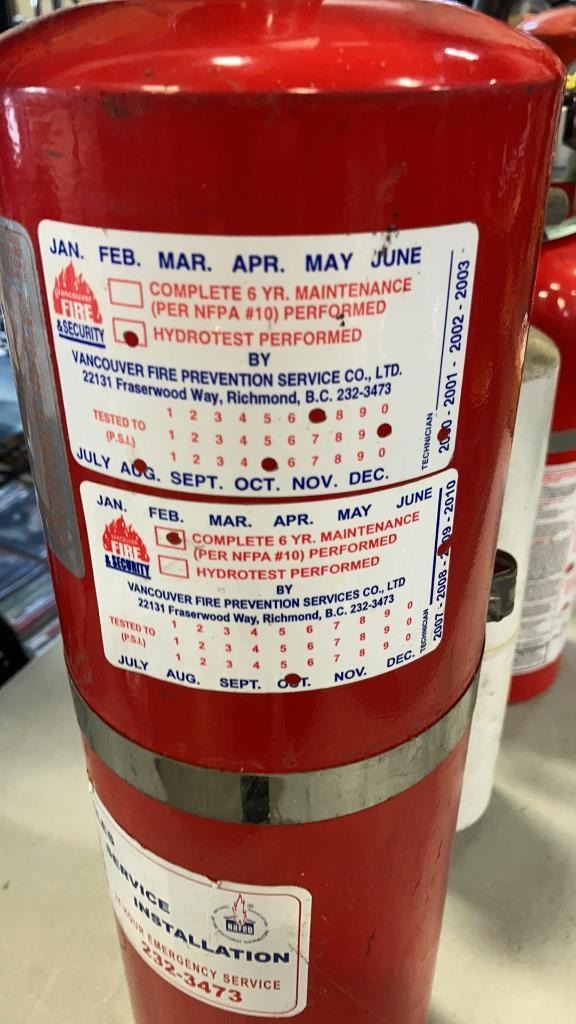 JAN. FEB. MAR. APR. MAY JUNE
Vancouver
FIRE
& SECURITY
COMPLETE 6 YR. MAINTENANCE
(PER NFPA #10) PERFORMED
HYDROTEST PERFORMED
BY
VANCOUVER FIRE PREVENTION SERVICE CO., LTD.
22131 Fraserwood Way, Richmond, B.C. 232-3473
TESTED TO
(P.S.I.)
1 2 3 4 5 6 8 9 0
1 2 3 4 5 6 7 8 0
1 2 3 4 6 7 8 9 0
JULY AUG. SEPT. OCT. NOV. DEC.
TECHNICIAN
2000 - 2001 - 2002 - 2003
JAN. FEB. MAR. APR. MAY JUNE
VANCOUVER
FIRE
& SECURITY
COMPLETE 6 YR. MAINTENANCE
(PER NFPA #10) PERFORMED
HYDROTEST PERFORMED
BY
VANCOUVER FIRE PREVENTION SERVICES CO., LTD
22131 Fraserwood Way, Richmond, B.C. 232-3473
TESTED TO
(P.S.I.)
1 2 3 4 5 6 7 8 9 0
1 2 3 4 5 6 7 8 9 0
1 2 3 4 5 6 7 8 9 0
JULY AUG. SEPT. OCT. NOV. DEC.
TECHNICIAN
2007 - 2008 - 2009 - 2010
SERVICE
INSTALLATION
HOUR EMERGENCY SERVICE
232-3473